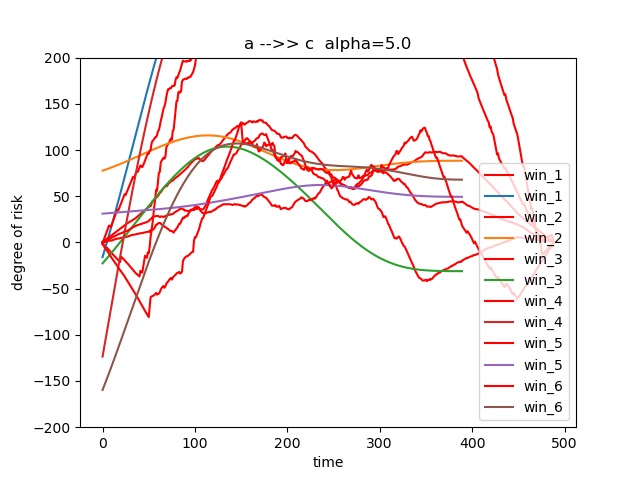 a -->> c  alpha=5.0
degree of risk
200
150
100
50
0
−50
−100
−150
−200
0
100
200
300
400
500
time
win_1
win_1
win_2
win_2
win_3
win_3
win_4
win_4
win_5
win_5
win_6
win_6